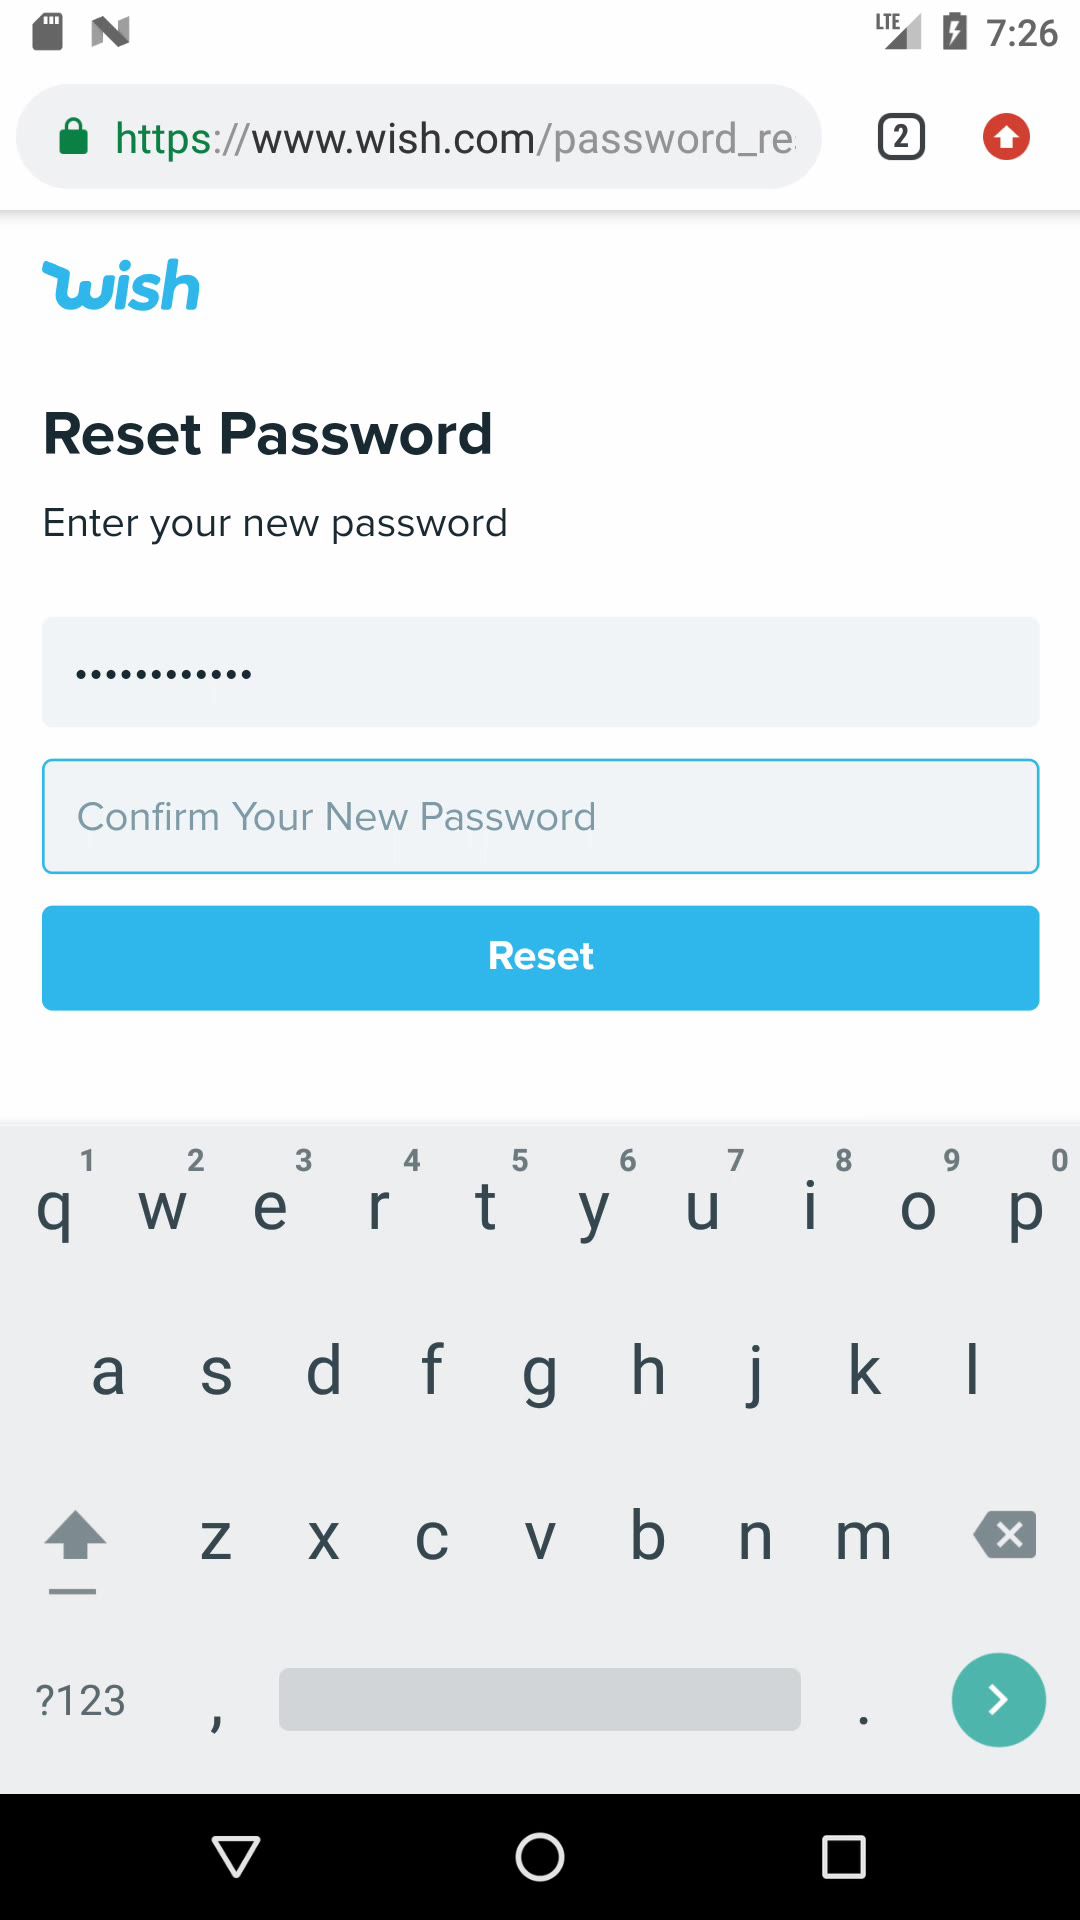 LTE 7:26
https://www.wish.com/password_re
2
wish
Reset Password
Enter your new password
••••••••••••
Confirm Your New Password
Reset
1 2 3 4 5 6 7 8 9 0
q w e r t y u i o p
a s d f g h j k l
z x c v b n m
?123 , .